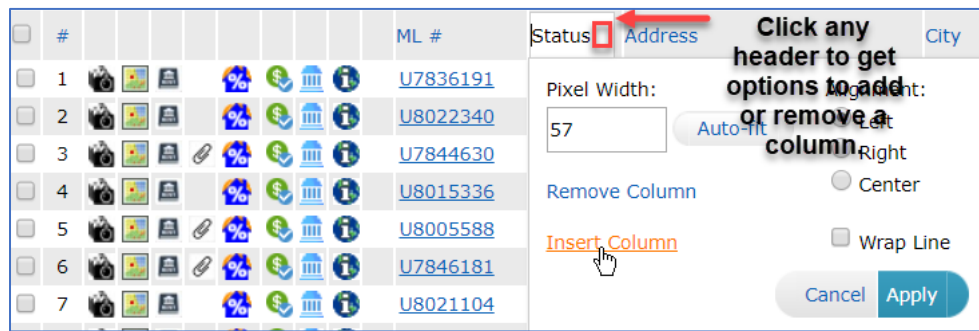 # ML # Status Address City
Click any
header to get
options to add
or remove a
column.
1 U7836191
2 U8022340
3 U7844630
4 U8015336
5 U8005588
6 U7846181
7 U8021104
Pixel Width:
57 Auto-fit
Remove Column
Insert Column
Alignment:
Left
Right
Center
Wrap Line
Cancel Apply